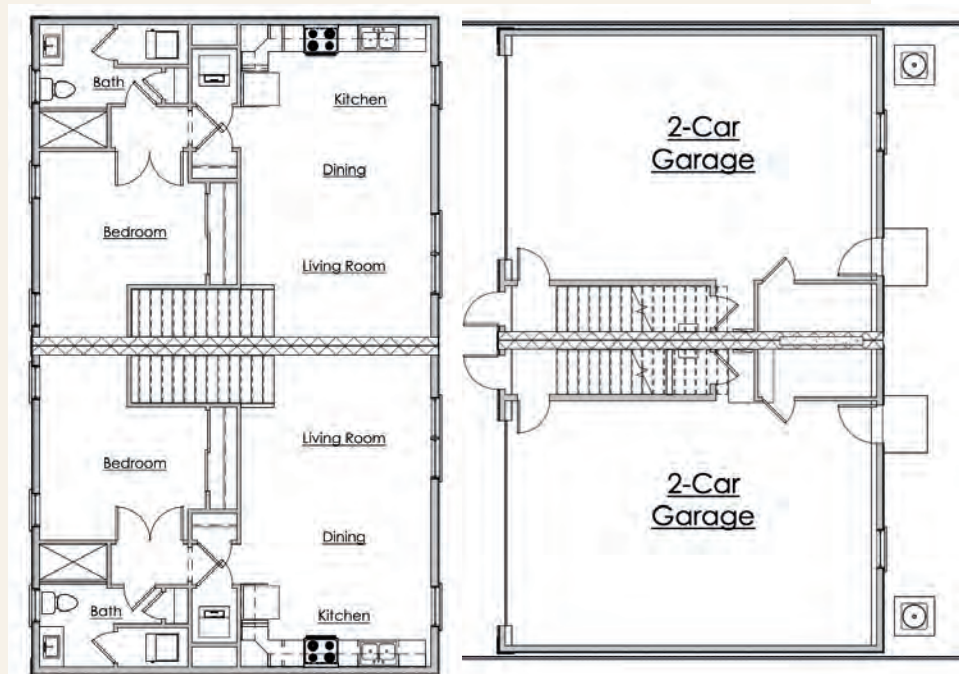 Bath
Kitchen
Dining
Bedroom
Living Room
Living Room
Bedroom
Dining
Bath
Kitchen
2-Car
Garage
2-Car
Garage